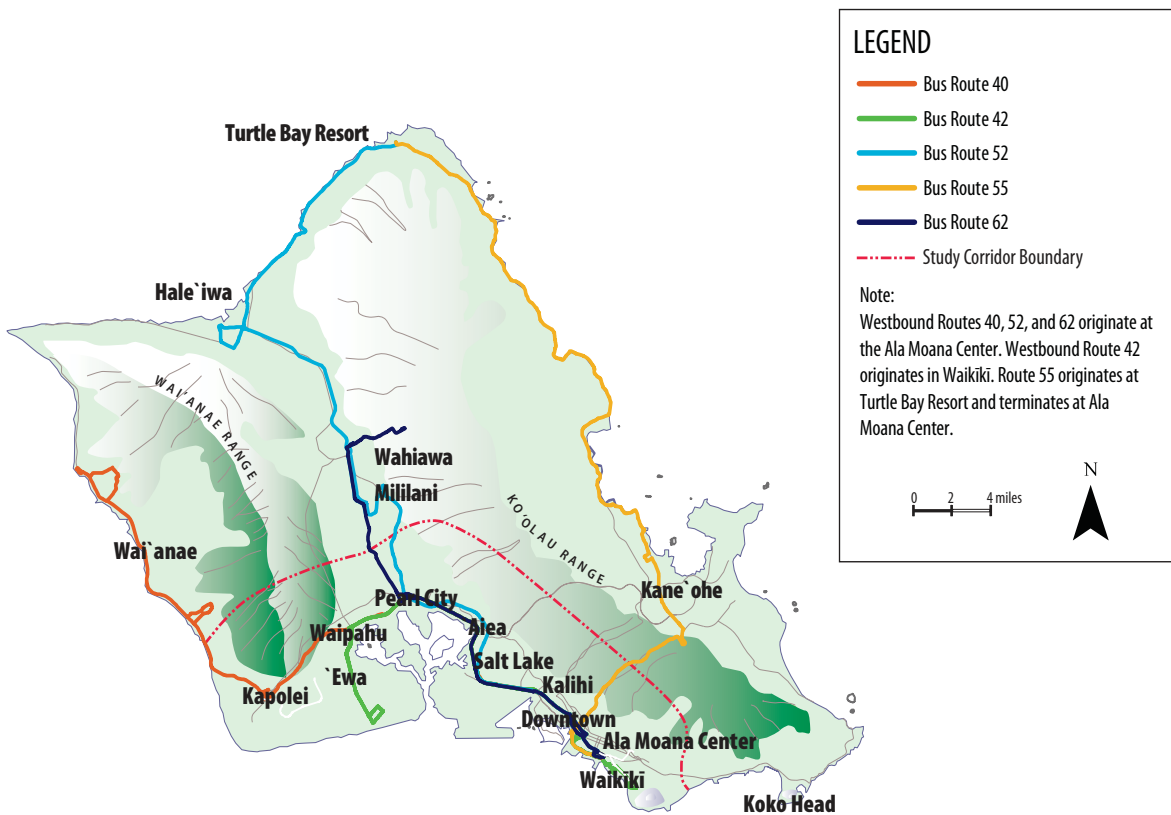 LEGEND
Bus Route 40
Bus Route 42
Bus Route 52
Bus Route 55
Bus Route 62
Study Corridor Boundary
Note:
Westbound Routes 40, 52, and 62 originate at
the Ala Moana Center. Westbound Route 42
originates in Waikīkī. Route 55 originates at
Turtle Bay Resort and terminates at Ala
Moana Center.
N
0 2 4 miles
Turtle Bay Resort
Hale`iwa
WAI'ANAE RANGE
Wahiawa
Mililani
KO'OLAU RANGE
Wai`anae
Kane`ohe
Pearl City
Waipahu
Aiea
Salt Lake
`Ewa
Kapolei
Kalihi
Downtown
Ala Moana Center
Waikīkī
Koko Head